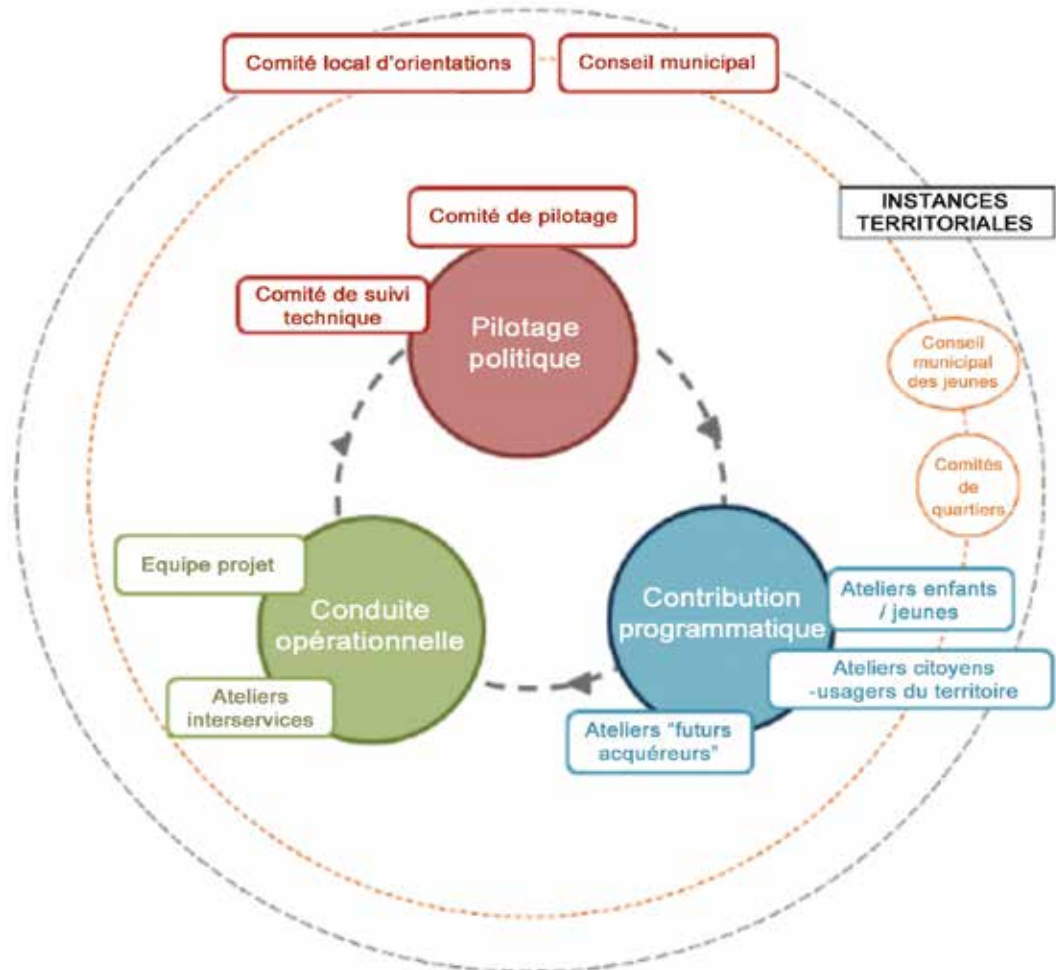 Comité local d'orientations
Conseil municipal
INSTANCES
TERRITORIALES
Comité de pilotage
Comité de suivi
technique
Pilotage
politique
Conseil
municipal
des jeunes
Comités
de
quartiers
Equipe projet
Conduite
opérationnelle
Ateliers
interservices
Contribution
programmatique
Ateliers enfants
/ jeunes
Ateliers citoyens
-usagers du territoire
Ateliers "futurs
acquéreurs"